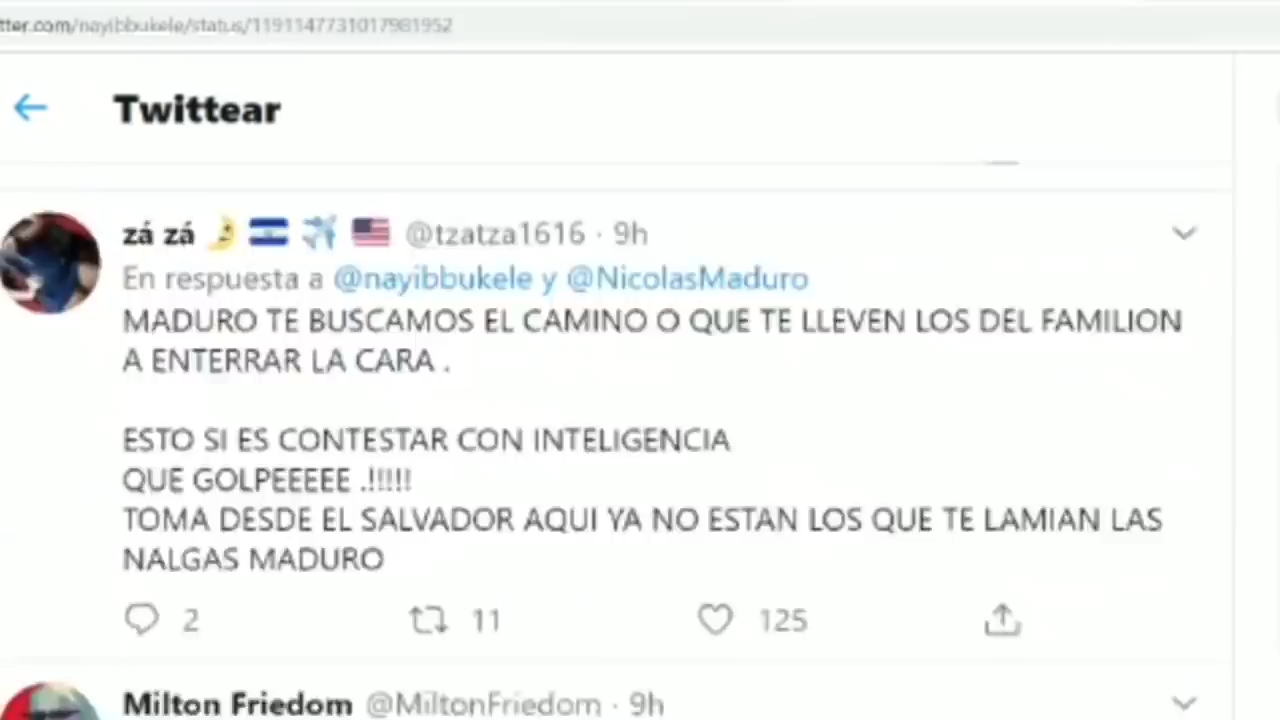 tter.com/nayibbukele/status/1191147731017981952
Twittear
zá zá @tzatza1616 · 9h
En respuesta a @nayibbukele y @NicolasMaduro
MADURO TE BUSCAMOS EL CAMINO O QUE TE LLEVEN LOS DEL FAMILION
A ENTERRAR LA CARA .
ESTO SI ES CONTESTAR CON INTELIGENCIA
QUE GOLPEEEEE .!!!!!
TOMA DESDE EL SALVADOR AQUI YA NO ESTAN LOS QUE TE LAMIAN LAS
NALGAS MADURO
2 11 125
Milton Friedom @MiltonFriedom · 9h